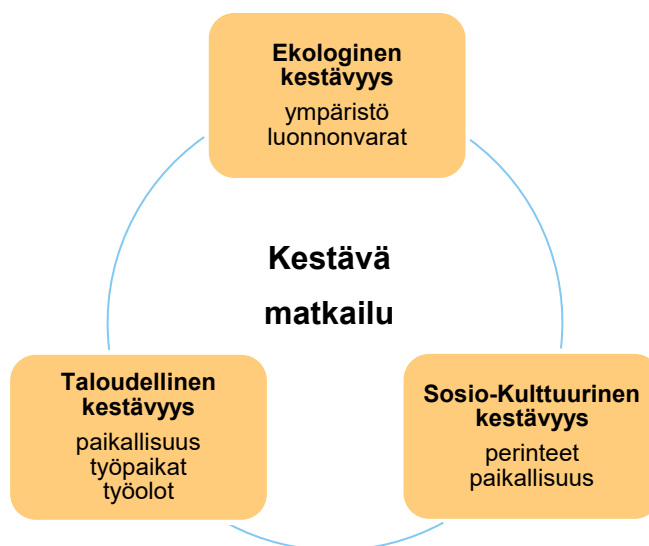 Ekologinen
kestävyys
ympäristö
luonnonvarat
Kestävä
matkailu
Taloudellinen
kestävyys
paikallisuus
työpaikat
työolot
Sosio-Kulttuurinen
kestävyys
perinteet
paikallisuus